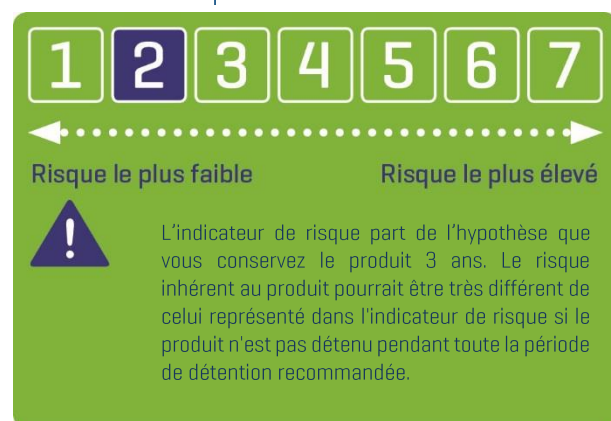 1 2 3 4 5 6 7
Risque le plus faible Risque le plus élevé
!
L'indicateur de risque part de l'hypothèse que
vous conservez le produit 3 ans. Le risque
inhérent au produit pourrait être très différent de
celui représenté dans l'indicateur de risque si le
produit n'est pas détenu pendant toute la période
de détention recommandée.